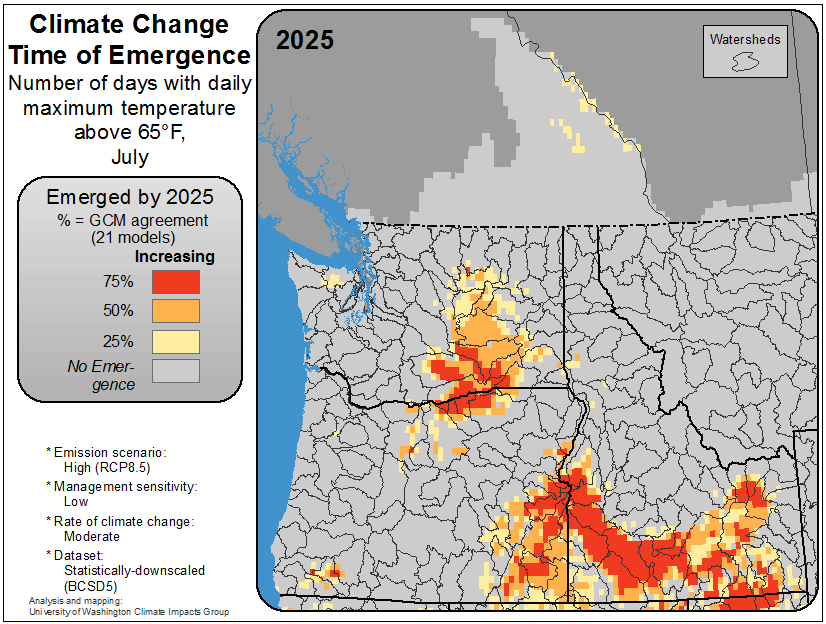 Climate Change
Time of Emergence
Number of days with daily
maximum temperature
above 65°F,
July
Emerged by 2025
% = GCM agreement
(21 models)
Increasing
75%
50%
25%
No Emer-
gence
* Emission scenario:
High (RCP8.5)
* Management sensitivity:
Low
* Rate of climate change:
Moderate
* Dataset:
Statistically-downscaled
(BCSD5)
Analysis and mapping:
University of Washington Climate Impacts Group
2025
Watersheds